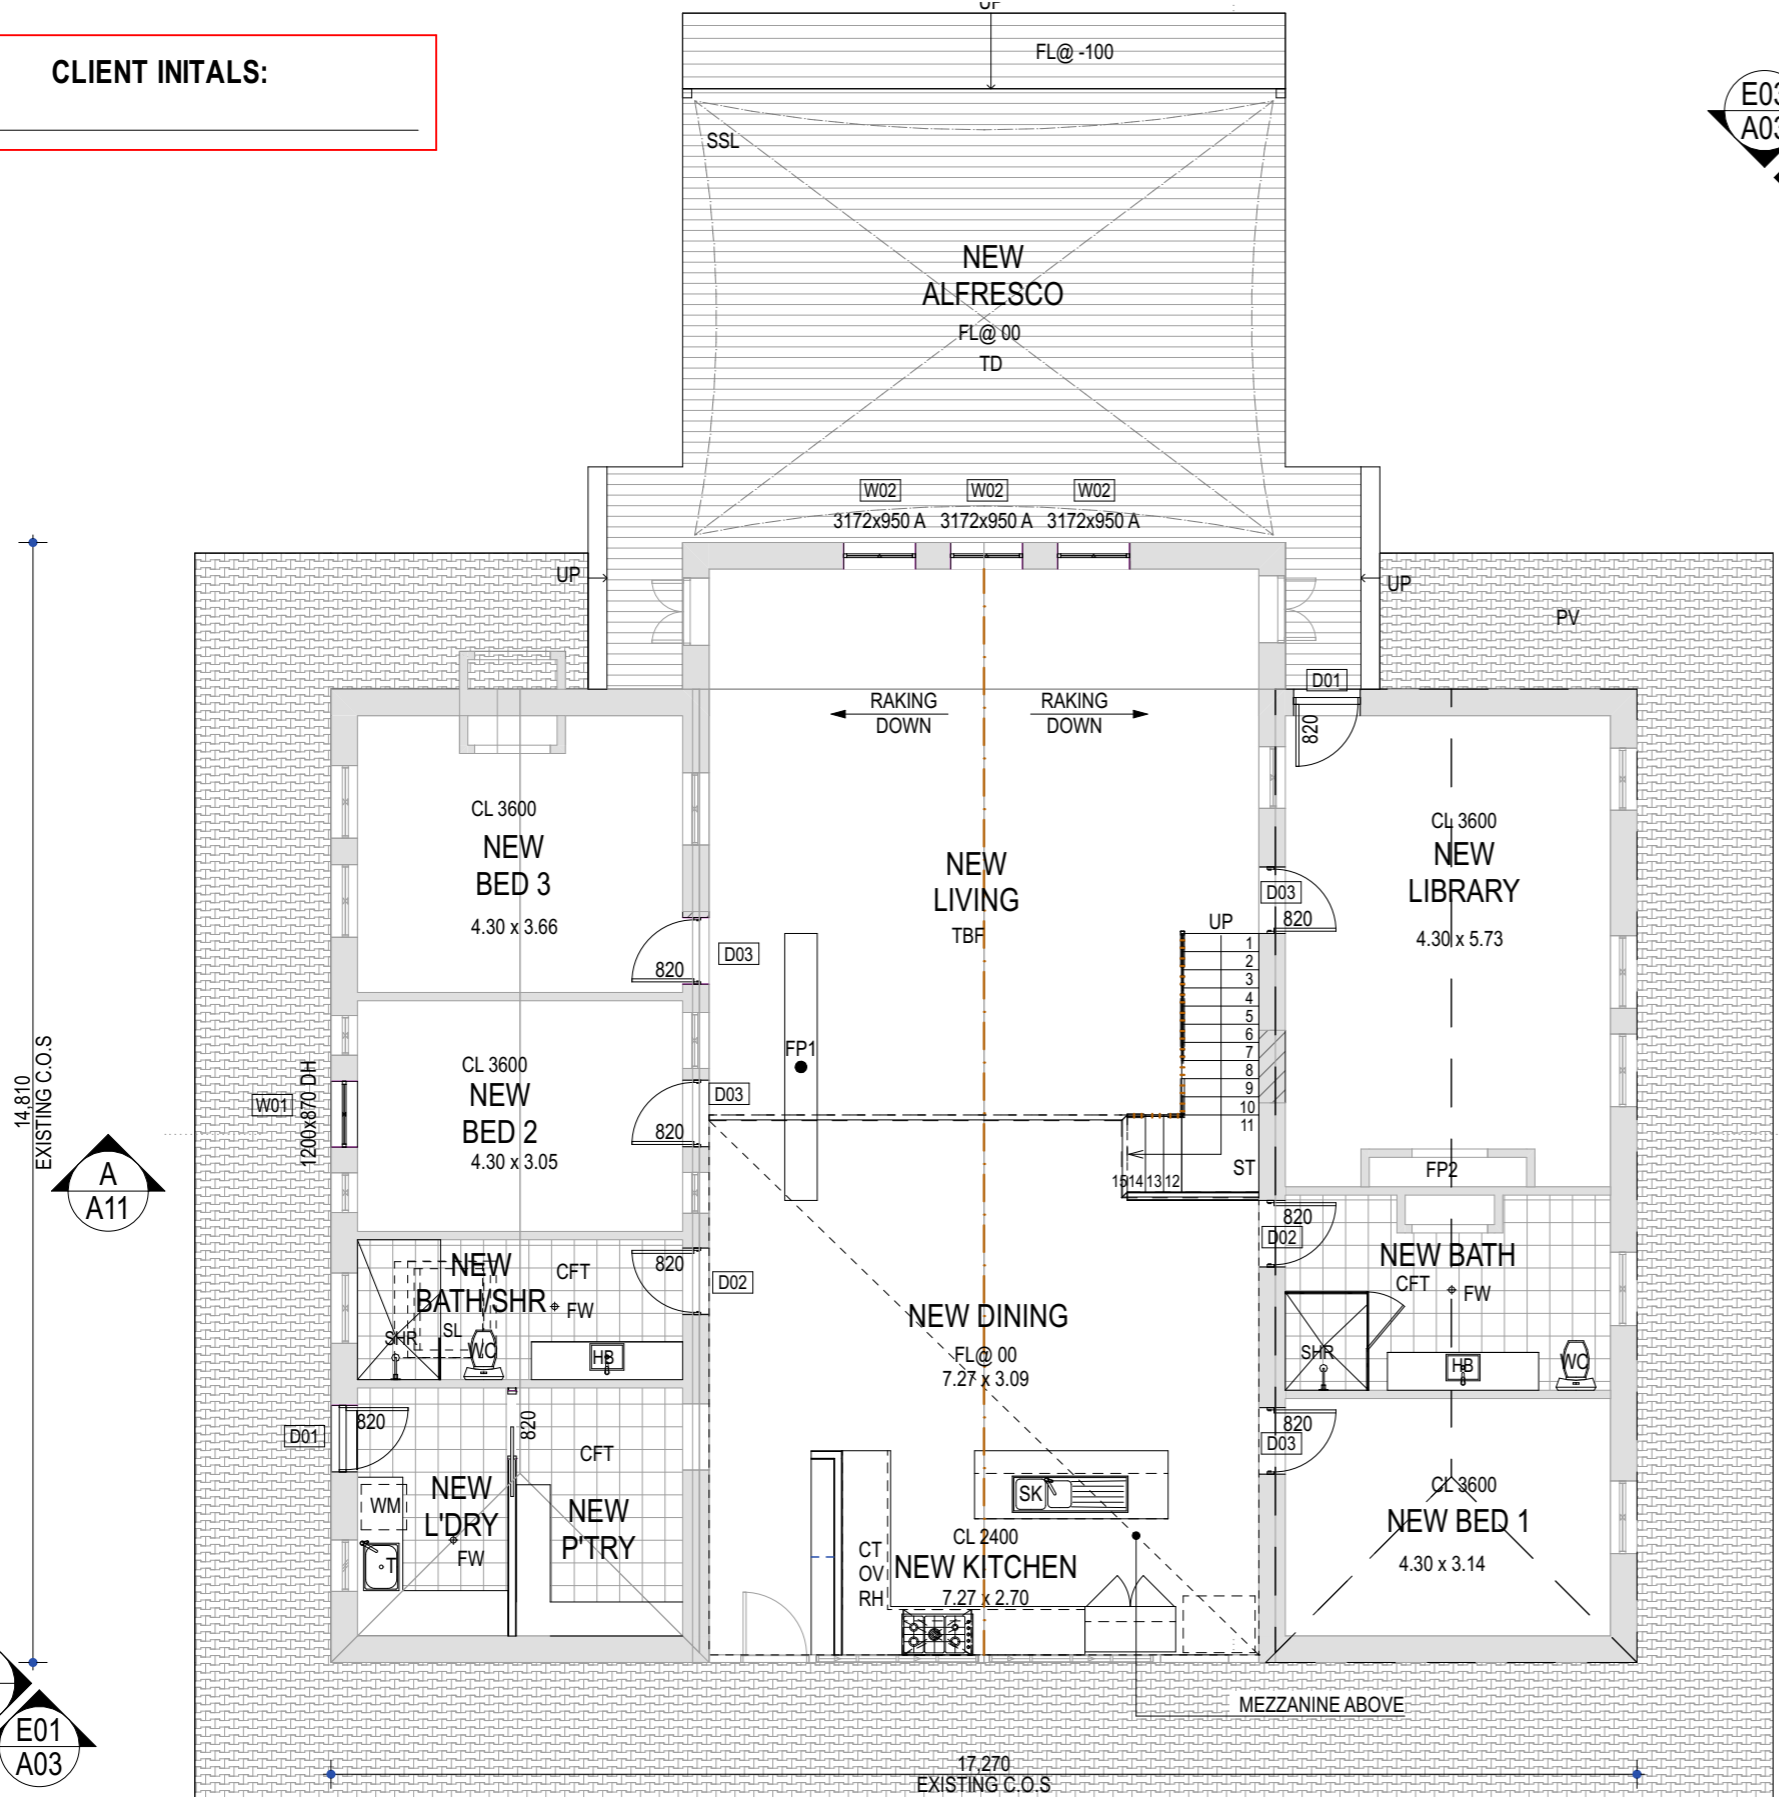 UP
FL@ -100
CLIENT INITALS:
E03
A03
SSL
NEW
ALFRESCO
FL@ 00
TD
W02 W02 W02
3172x950 A 3172x950 A 3172x950 A
UP
UP
PV
D01
820
RAKING
DOWN
RAKING
DOWN
CL 3600
NEW
BED 3
4.30 x 3.66
820
D03
NEW
LIVING
TBF
CL 3600
NEW
LIBRARY
4.30 x 5.73
D03
820
UP
1
2
3
4
5
6
7
8
9
10
11
15 14 13 12
ST
FP1
14,810
EXISTING C.O.S
W01
1200x870 DH
CL 3600
NEW
BED 2
4.30 x 3.05
D03
820
A
A11
FP2
NEW
BATH/SHR
CFT
FW
SHR
SL
WC
HB
820
D02
820
D02
NEW BATH
CFT
FW
SHR
HB
WC
NEW DINING
FL@ 00
7.27 x 3.09
D01
820
820
CFT
NEW
L'DRY
WM
T
FW
NEW
P'TRY
SK
CL 2400
NEW KITCHEN
7.27 x 2.70
CT
OV
RH
820
D03
CL 3600
NEW BED 1
4.30 x 3.14
MEZZANINE ABOVE
E01
A03
17,270
EXISTING C.O.S